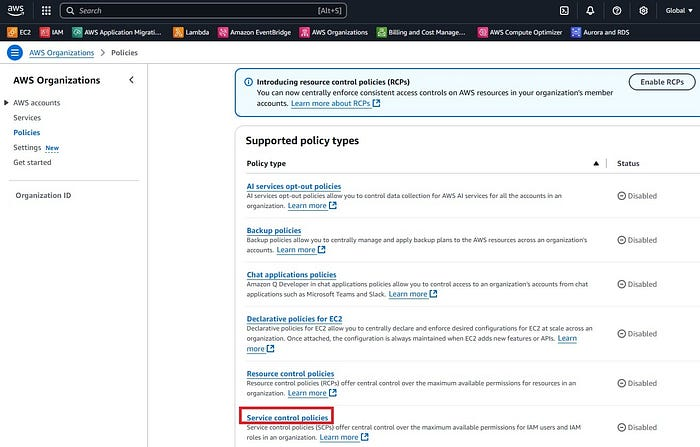 aws
Search [Alt+S] Global
EC2 IAM AWS Application Migrati... Lambda Amazon EventBridge AWS Organizations Billing and Cost Manage... AWS Compute Optimizer Aurora and RDS
AWS Organizations > Policies
AWS Organizations
AWS accounts
Services
Policies
Settings New
Get started
Organization ID
Introducing resource control policies (RCPs)
You can now centrally enforce consistent access controls on AWS resources in your organization's member
accounts. Learn more about RCPs
Enable RCPs
Supported policy types
Policy type Status
AI services opt-out policies
AI services opt-out policies allow you to control data collection for AWS AI services for all the accounts in an
organization. Learn more
Disabled
Backup policies
Backup policies allow you to centrally manage and apply backup plans to the AWS resources across an organization's
accounts. Learn more
Disabled
Chat applications policies
Amazon Q Developer in chat applications policies allow you to control access to an organization's accounts from chat
applications such as Microsoft Teams and Slack. Learn more
Disabled
Declarative policies for EC2
Declarative policies for EC2 allow you to centrally declare and enforce desired configurations for EC2 at scale across an
organization. Once attached, the configuration is always maintained when EC2 adds new features or APIs. Learn
more
Disabled
Resource control policies
Resource control policies (RCPs) offer central control over the maximum available permissions for resources in an
organization. Learn more
Disabled
Service control policies
Service control policies (SCPs) offer central control over the maximum available permissions for IAM users and IAM
roles in an organization. Learn more
Disabled